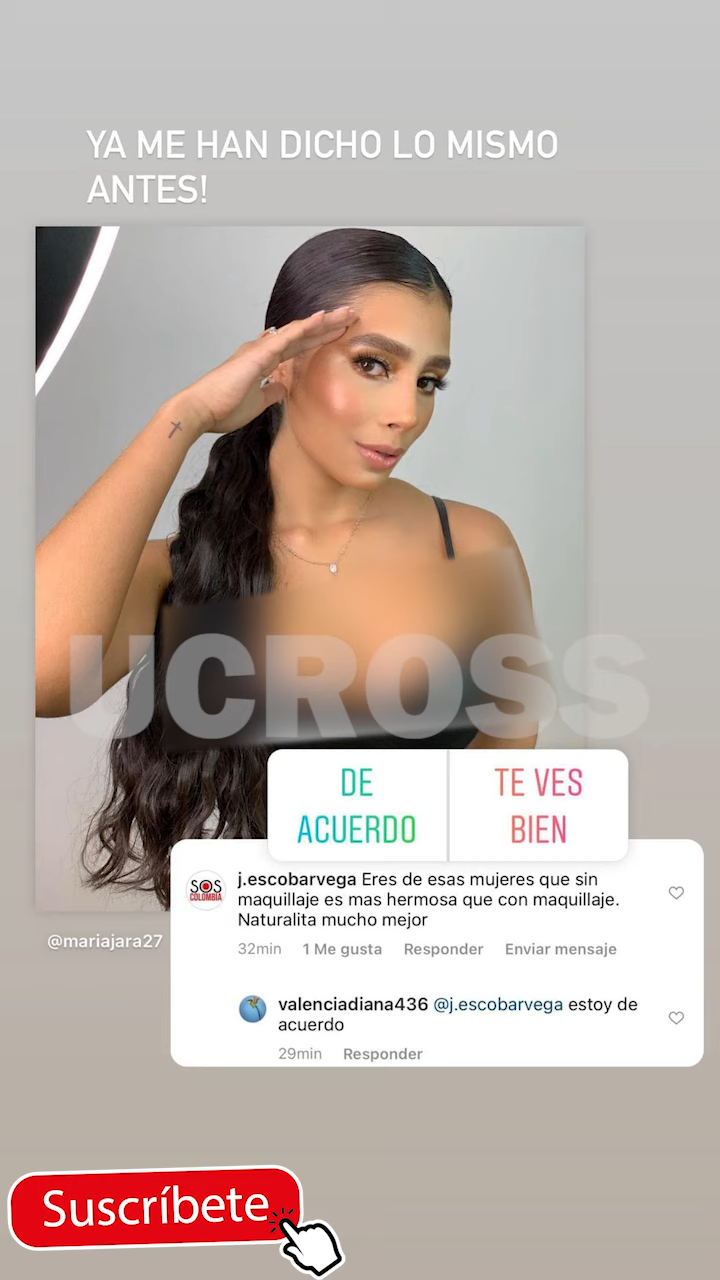 YA ME HAN DICHO LO MISMO
ANTES!
UCROSS
DE
ACUERDO
TE VES
BIEN
SOS
COLOMBIA
j.escobarvega Eres de esas mujeres que sin
maquillaje es mas hermosa que con maquillaje.
Naturalita mucho mejor
@mariajara27
32min 1 Me gusta Responder Enviar mensaje
valenciadiana436 @j.escobarvega estoy de
acuerdo
29min Responder
Suscríbete